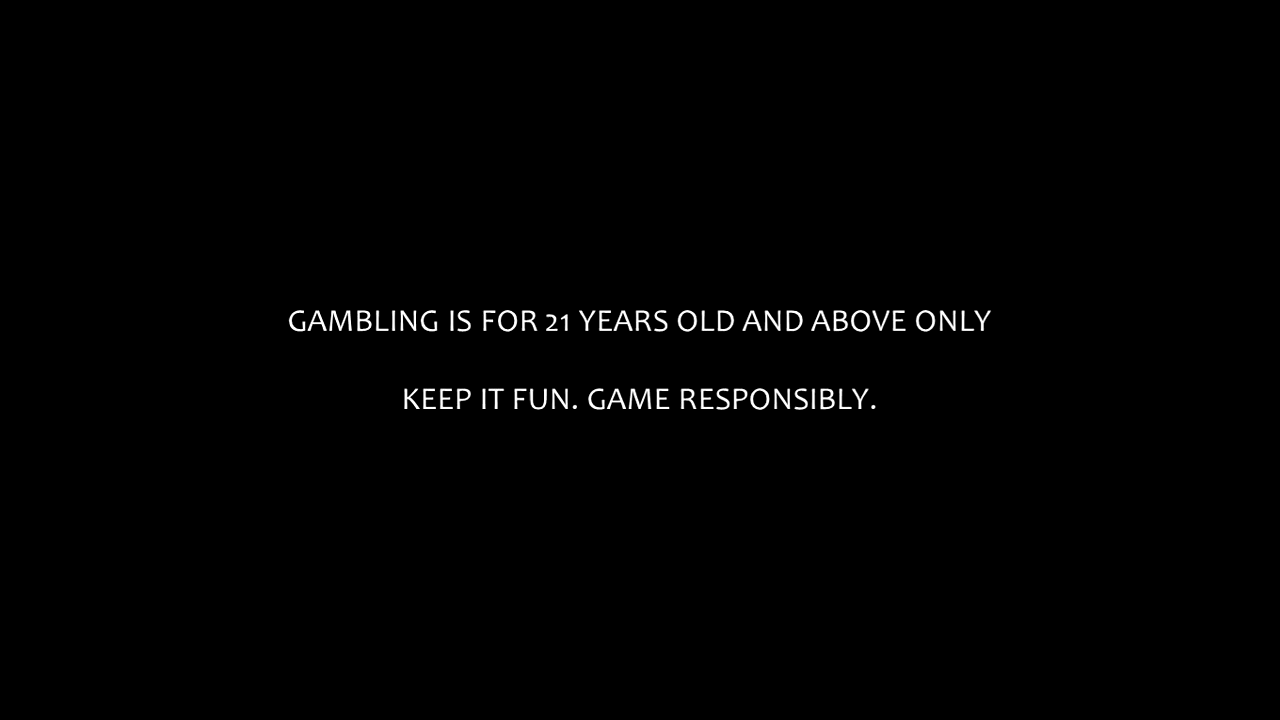 GAMBLING IS FOR 21 YEARS OLD AND ABOVE ONLY
KEEP IT FUN. GAME RESPONSIBLY.